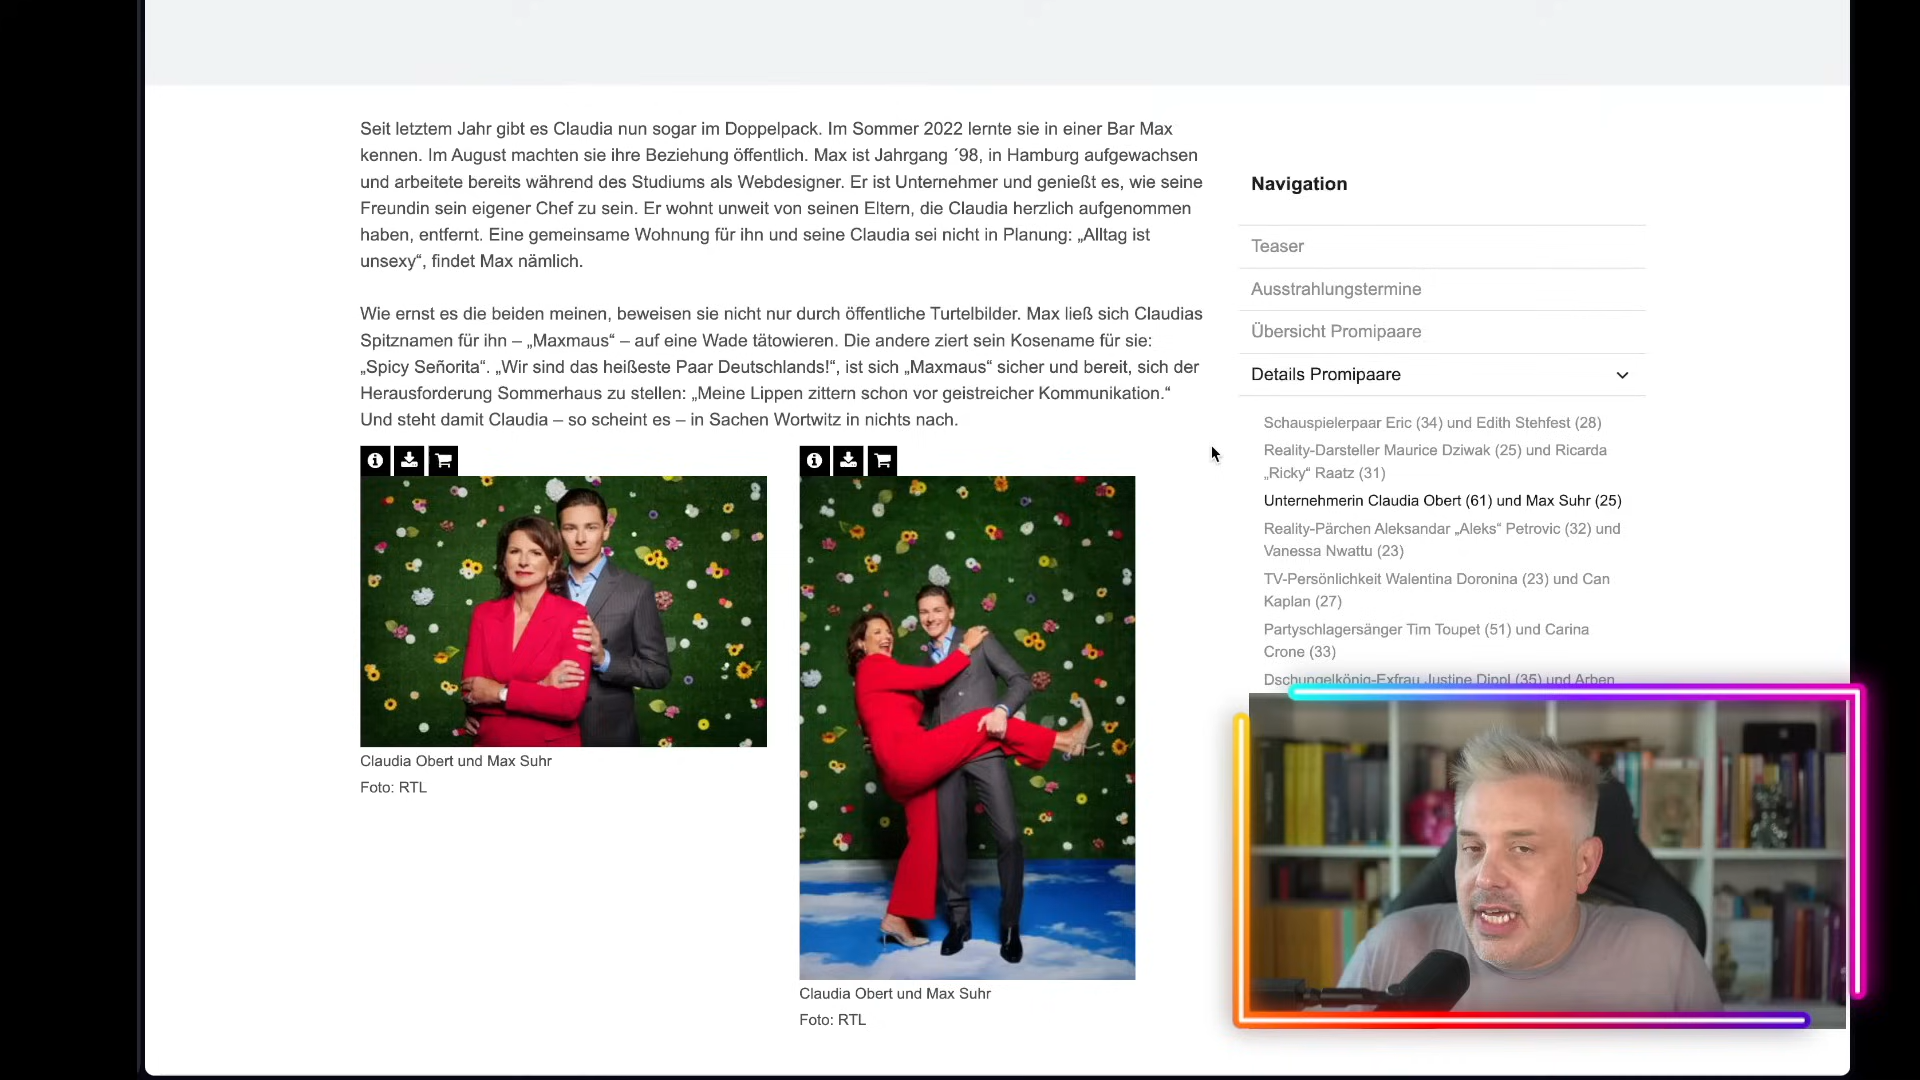 Seit letztem Jahr gibt es Claudia nun sogar im Doppelpack. Im Sommer 2022 lernte sie in einer Bar Max
kennen. Im August machten sie ihre Beziehung öffentlich. Max ist Jahrgang ´98, in Hamburg aufgewachsen
und arbeitete bereits während des Studiums als Webdesigner. Er ist Unternehmer und genießt es, wie seine
Freundin sein eigener Chef zu sein. Er wohnt unweit von seinen Eltern, die Claudia herzlich aufgenommen
haben, entfernt. Eine gemeinsame Wohnung für ihn und seine Claudia sei nicht in Planung: „Alltag ist
unsexy“, findet Max nämlich.
Wie ernst es die beiden meinen, beweisen sie nicht nur durch öffentliche Turtelbilder. Max ließ sich Claudias
Spitznamen für ihn – „Maxmaus“ – auf eine Wade tätowieren. Die andere ziert sein Kosename für sie:
„Spicy Señorita“. „Wir sind das heißeste Paar Deutschlands!“, ist sich „Maxmaus“ sicher und bereit, sich der
Herausforderung Sommerhaus zu stellen: „Meine Lippen zittern schon vor geistreicher Kommunikation.“
Und steht damit Claudia – so scheint es – in Sachen Wortwitz in nichts nach.
Claudia Obert und Max Suhr
Foto: RTL
Claudia Obert und Max Suhr
Foto: RTL
Navigation
Teaser
Ausstrahlungstermine
Übersicht Promipaare
Details Promipaare
Schauspielerpaar Eric (34) und Edith Stehfest (28)
Reality-Darsteller Maurice Dziwak (25) und Ricarda
„Ricky“ Raatz (31)
Unternehmerin Claudia Obert (61) und Max Suhr (25)
Reality-Pärchen Aleksandar „Aleks“ Petrovic (32) und
Vanessa Nwattu (23)
TV-Persönlichkeit Walentina Doronina (23) und Can
Kaplan (27)
Partyschlagersänger Tim Toupet (51) und Carina
Crone (33)
Dschungelkönig-Exfrau Justine Dippl (35) und Arben